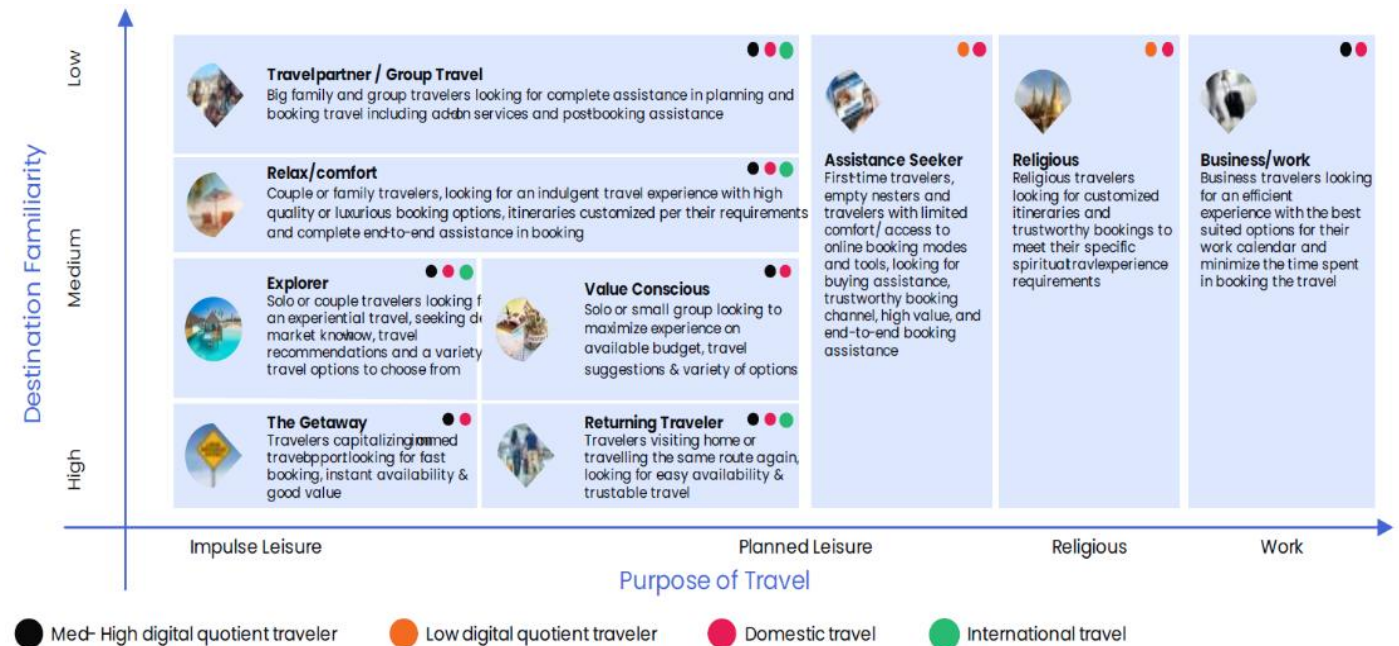 Destination Familiarity
Low
Medium
High
Travelpartner / Group Travel
Big family and group travelers looking for complete assistance in planning and
booking travel including add-on services and post-booking assistance
Relax/comfort
Couple or family travelers, looking for an indulgent travel experience with high
quality or luxurious booking options, itineraries customized per their requirements
and complete end-to-end assistance in booking
Explorer
Solo or couple travelers looking f
an experiential travel, seeking de
market know
travel
recommendations and a variety
travel options to choose from
Value Conscious
Solo or small group looking to
maximize experience on
available budget, travel
suggestions & variety of options
The Getaway
Travelers capitalizing
looking for fast
booking, instant availability &
good value
Returning Traveler
Travelers visiting home or
travelling the same route again,
looking for easy availability &
trustable travel
Assistance Seeker
First-time travelers,
empty nesters and
travelers with limited
comfort/ access to
online booking modes
and tools, looking for
buying assistance,
trustworthy booking
channel, high value, and
end-to-end booking
assistance
Religious
Religious travelers
looking for customized
itineraries and
trustworthy bookings to
meet their specific
spiritualtravlexperience
requirements
Business/work
Business travelers looking
for an efficient
experience with the best
suited options for their
work calendar and
minimize the time spent
in booking the travel
Impulse Leisure
Planned Leisure
Religious
Work
Purpose of Travel
Med- High digital quotient traveler
Low digital quotient traveler
Domestic travel
International travel